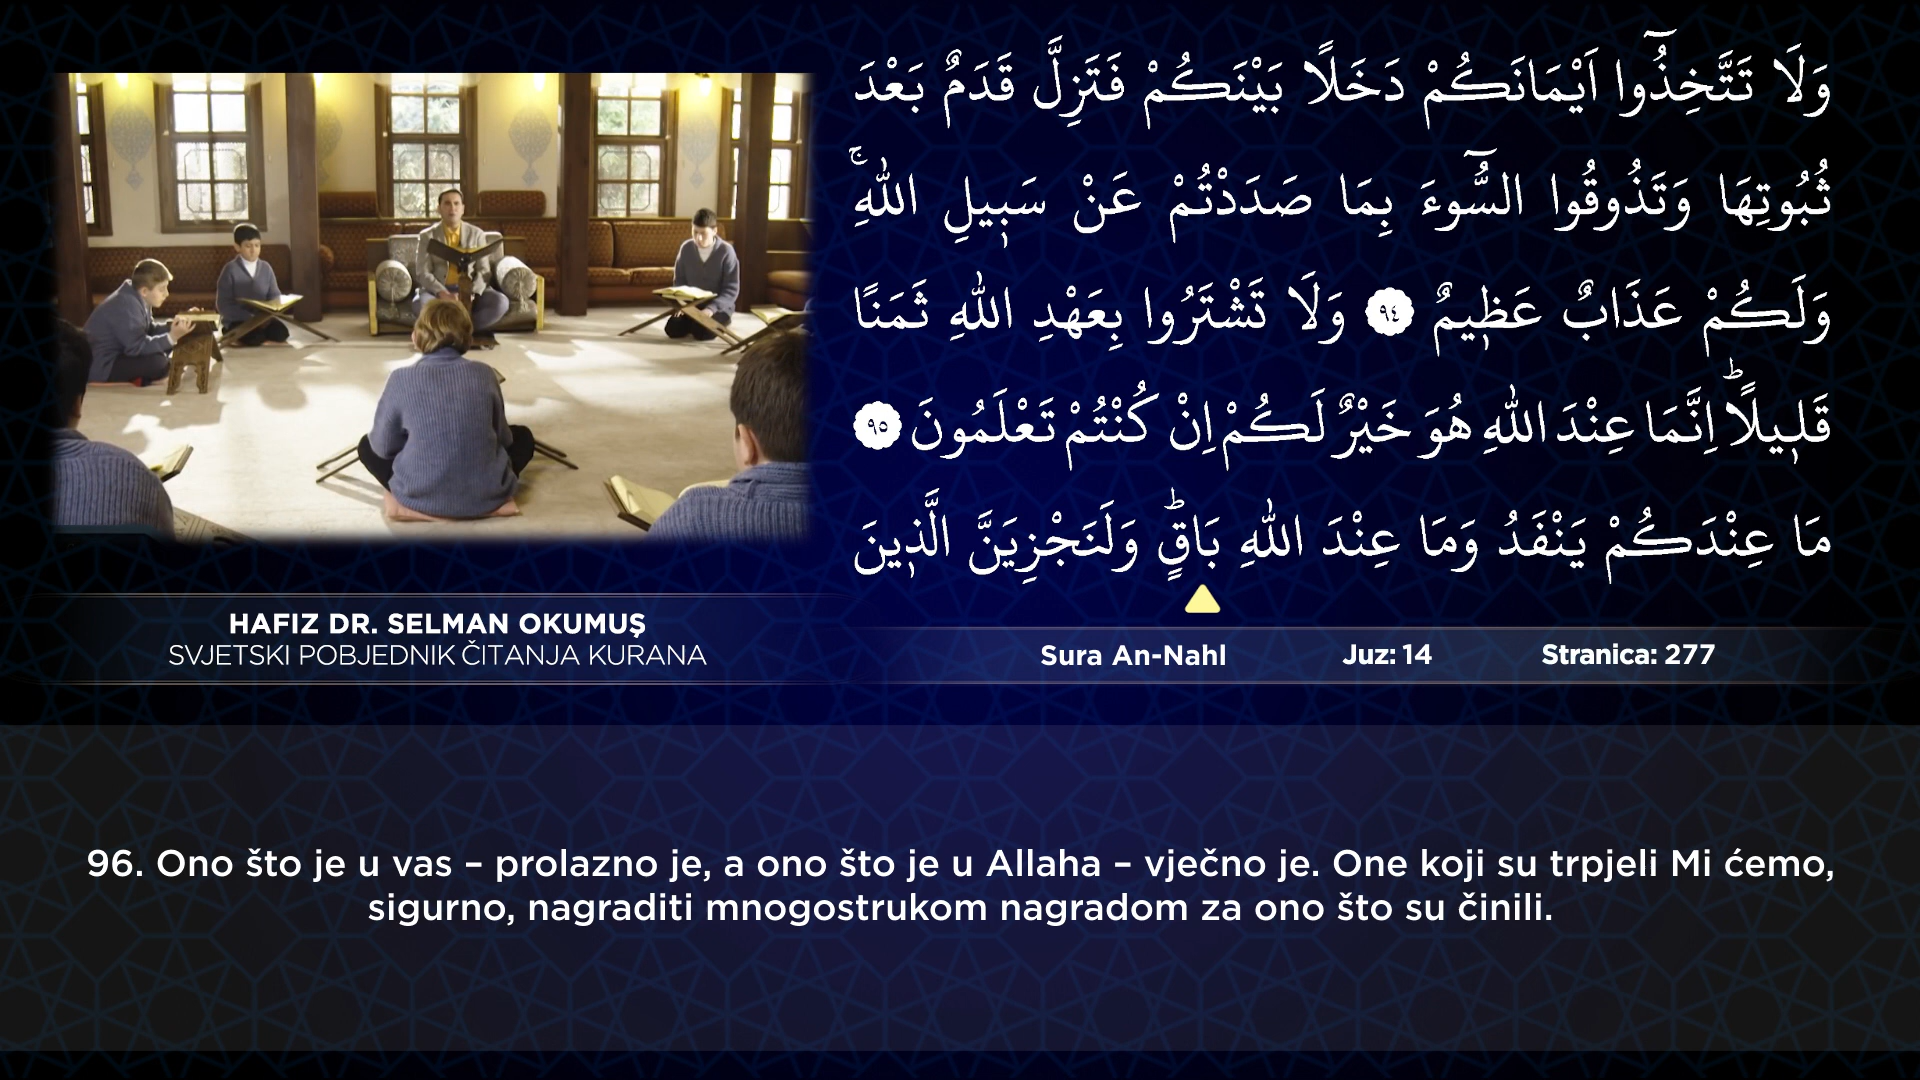 وَلَا تَتَّخِذُٓوا اَيْمَانَكُمْ دَخَلًا بَيْنَكُمْ فَتَزِلَّ قَدَمٌ بَعْدَ
ثُبُوتِهَا وَتَذُوقُوا السُّٓوءَ بِمَا صَدَدْتُمْ عَنْ سَب۪يلِ اللّٰهِۚ
وَلَكُمْ عَذَابٌ عَظ۪يمٌ ٩٤ وَلَا تَشْتَرُوا بِعَهْدِ اللّٰهِ ثَمَنًا
قَل۪يلًاۜ اِنَّمَا عِنْدَ اللّٰهِ هُوَ خَيْرٌ لَكُمْ اِنْ كُنْتُمْ تَعْلَمُونَ ٩٥
مَا عِنْدَكُمْ يَنْفَدُ وَمَا عِنْدَ اللّٰهِ بَاقٍۜ وَلَنَجْزِيَنَّ الَّذ۪ينَ
HAFIZ DR. SELMAN OKUMUŞ
SVJETSKI POBJEDNIK ČITANJA KURANA
Sura An-Nahl Juz: 14 Stranica: 277
96. Ono što je u vas – prolazno je, a ono što je u Allaha – vječno je. One koji su trpjeli Mi ćemo,
sigurno, nagraditi mnogostrukom nagradom za ono što su činili.